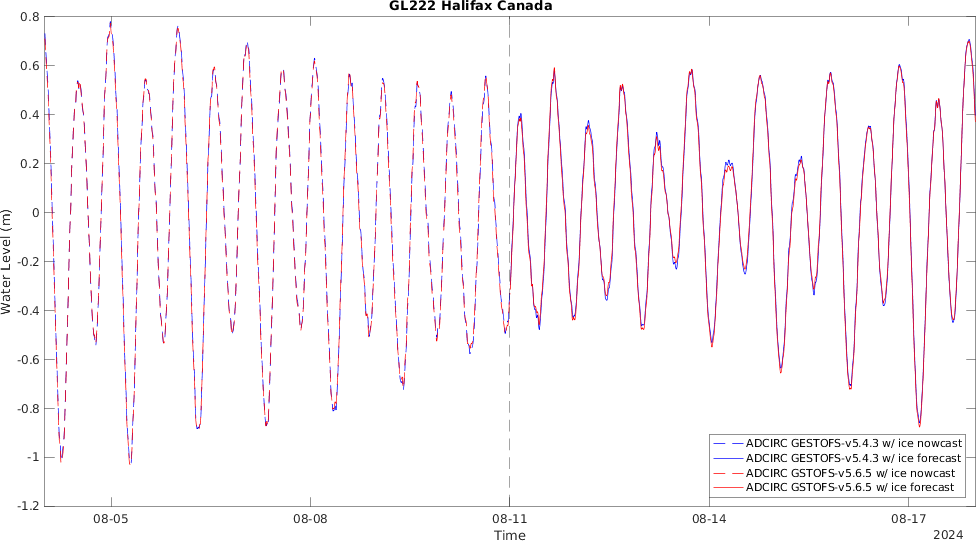 GL222 Halifax Canada
0.8
0.6
0.4
0.2
0
-0.2
-0.4
-0.6
-0.8
-1
-1.2
Water Level (m)
ADCIRC GESTOFS-v5.4.3 w/ ice nowcast
ADCIRC GESTOFS-v5.4.3 w/ ice forecast
ADCIRC GSTOFS-v5.6.5 w/ ice nowcast
ADCIRC GSTOFS-v5.6.5 w/ ice forecast
08-05 08-08 08-11 08-14 08-17
Time
2024